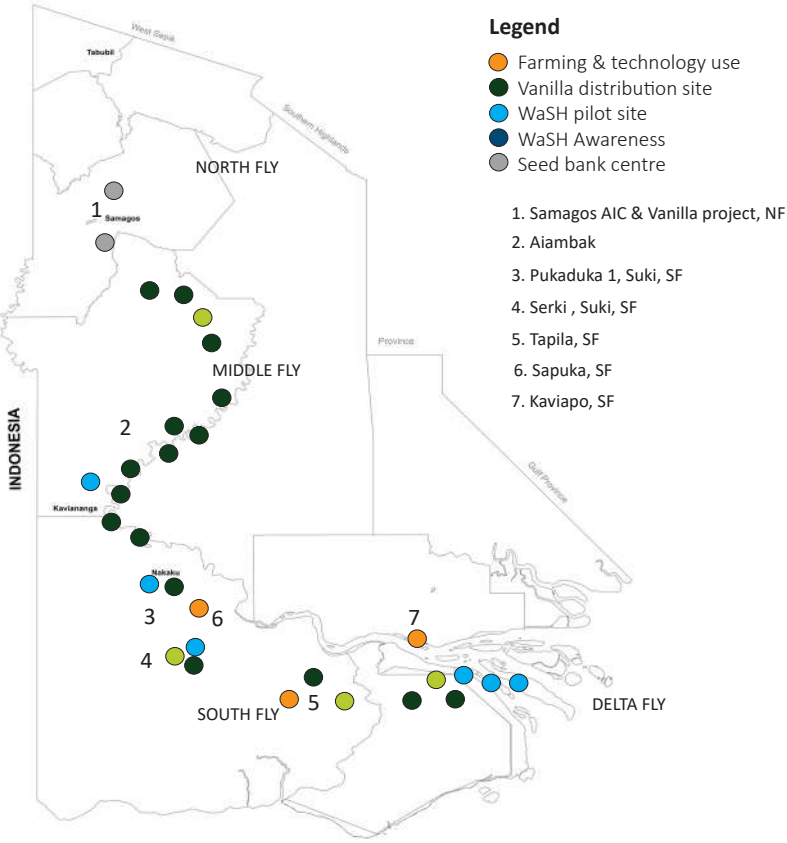 Legend
Farming & technology use
Vanilla distribution site
WaSH pilot site
WaSH Awareness
Seed bank centre
1. Samagos AIC & Vanilla project, NF
2. Aiambak
3. Pukaduka 1, Suki, SF
4. Serki , Suki, SF
5. Tapila, SF
6. Sapuka, SF
7. Kaviapo, SF
West Sepik
Tabubil
Southern Highlands
NORTH FLY
1
Samagos
Province
MIDDLE FLY
INDONESIA
2
Gulf Province
Kaviananga
Nakaku
3
6
7
4
5
SOUTH FLY
DELTA FLY